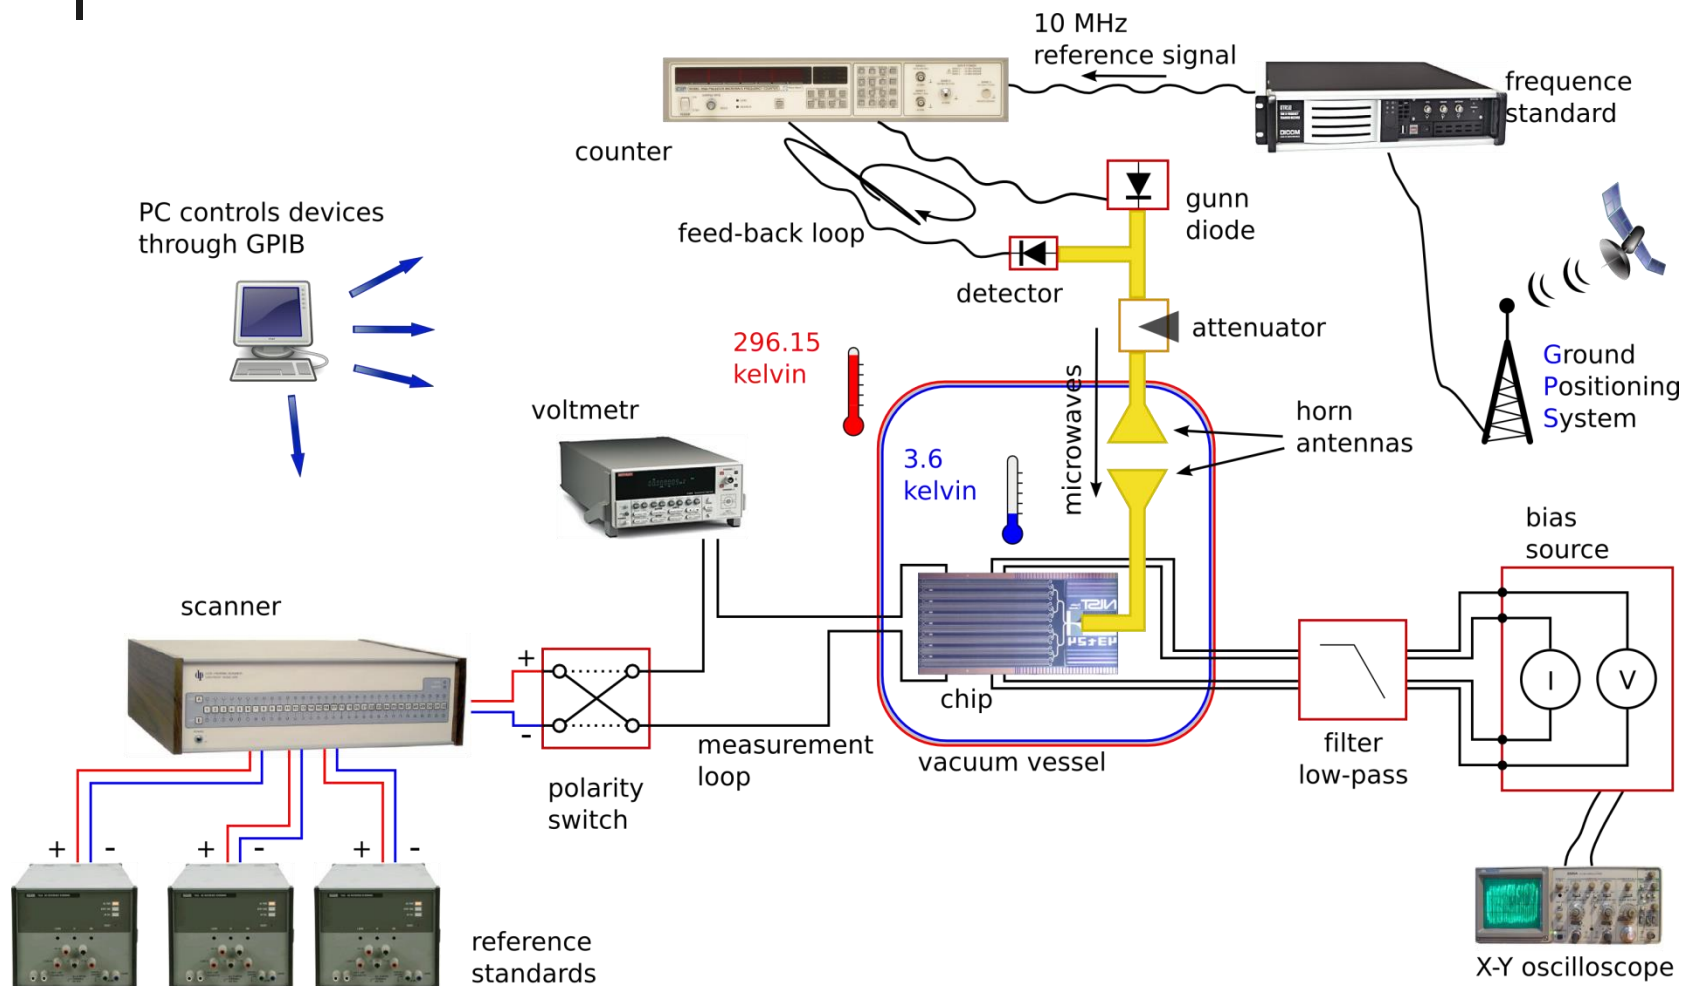 10 MHz
reference signal
frequence
standard
counter
PC controls devices
through GPIB
gunn
diode
feed-back loop
detector
attenuator
296.15
kelvin
microwaves
Ground
Positioning
System
horn
antennas
voltmetr
3.6
kelvin
bias
source
scanner
NIST
+
-
I
V
chip
measurement
loop
vacuum vessel
filter
low-pass
polarity
switch
+ -
+ -
+ -
reference
standards
X-Y oscilloscope